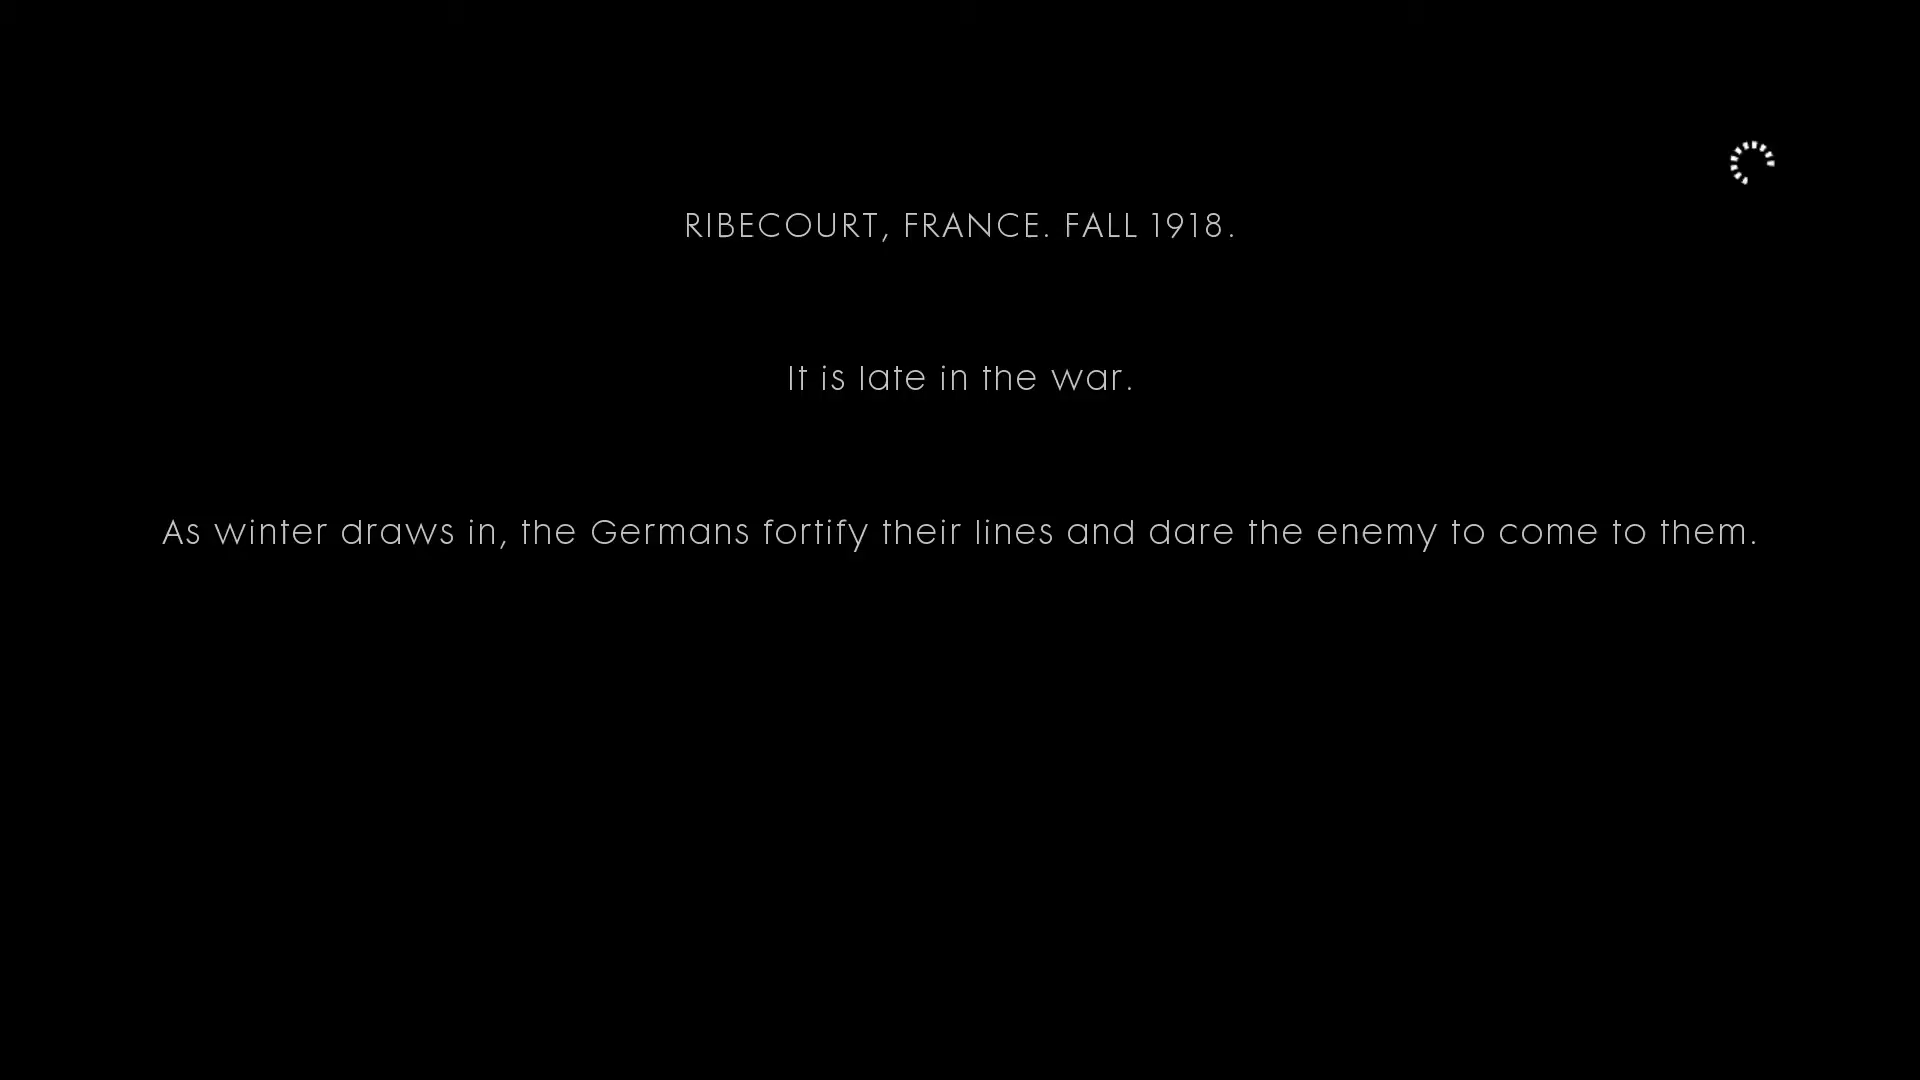 RIBECOURT, FRANCE. FALL 1918.
It is late in the war.
As winter draws in, the Germans fortify their lines and dare the enemy to come to them.